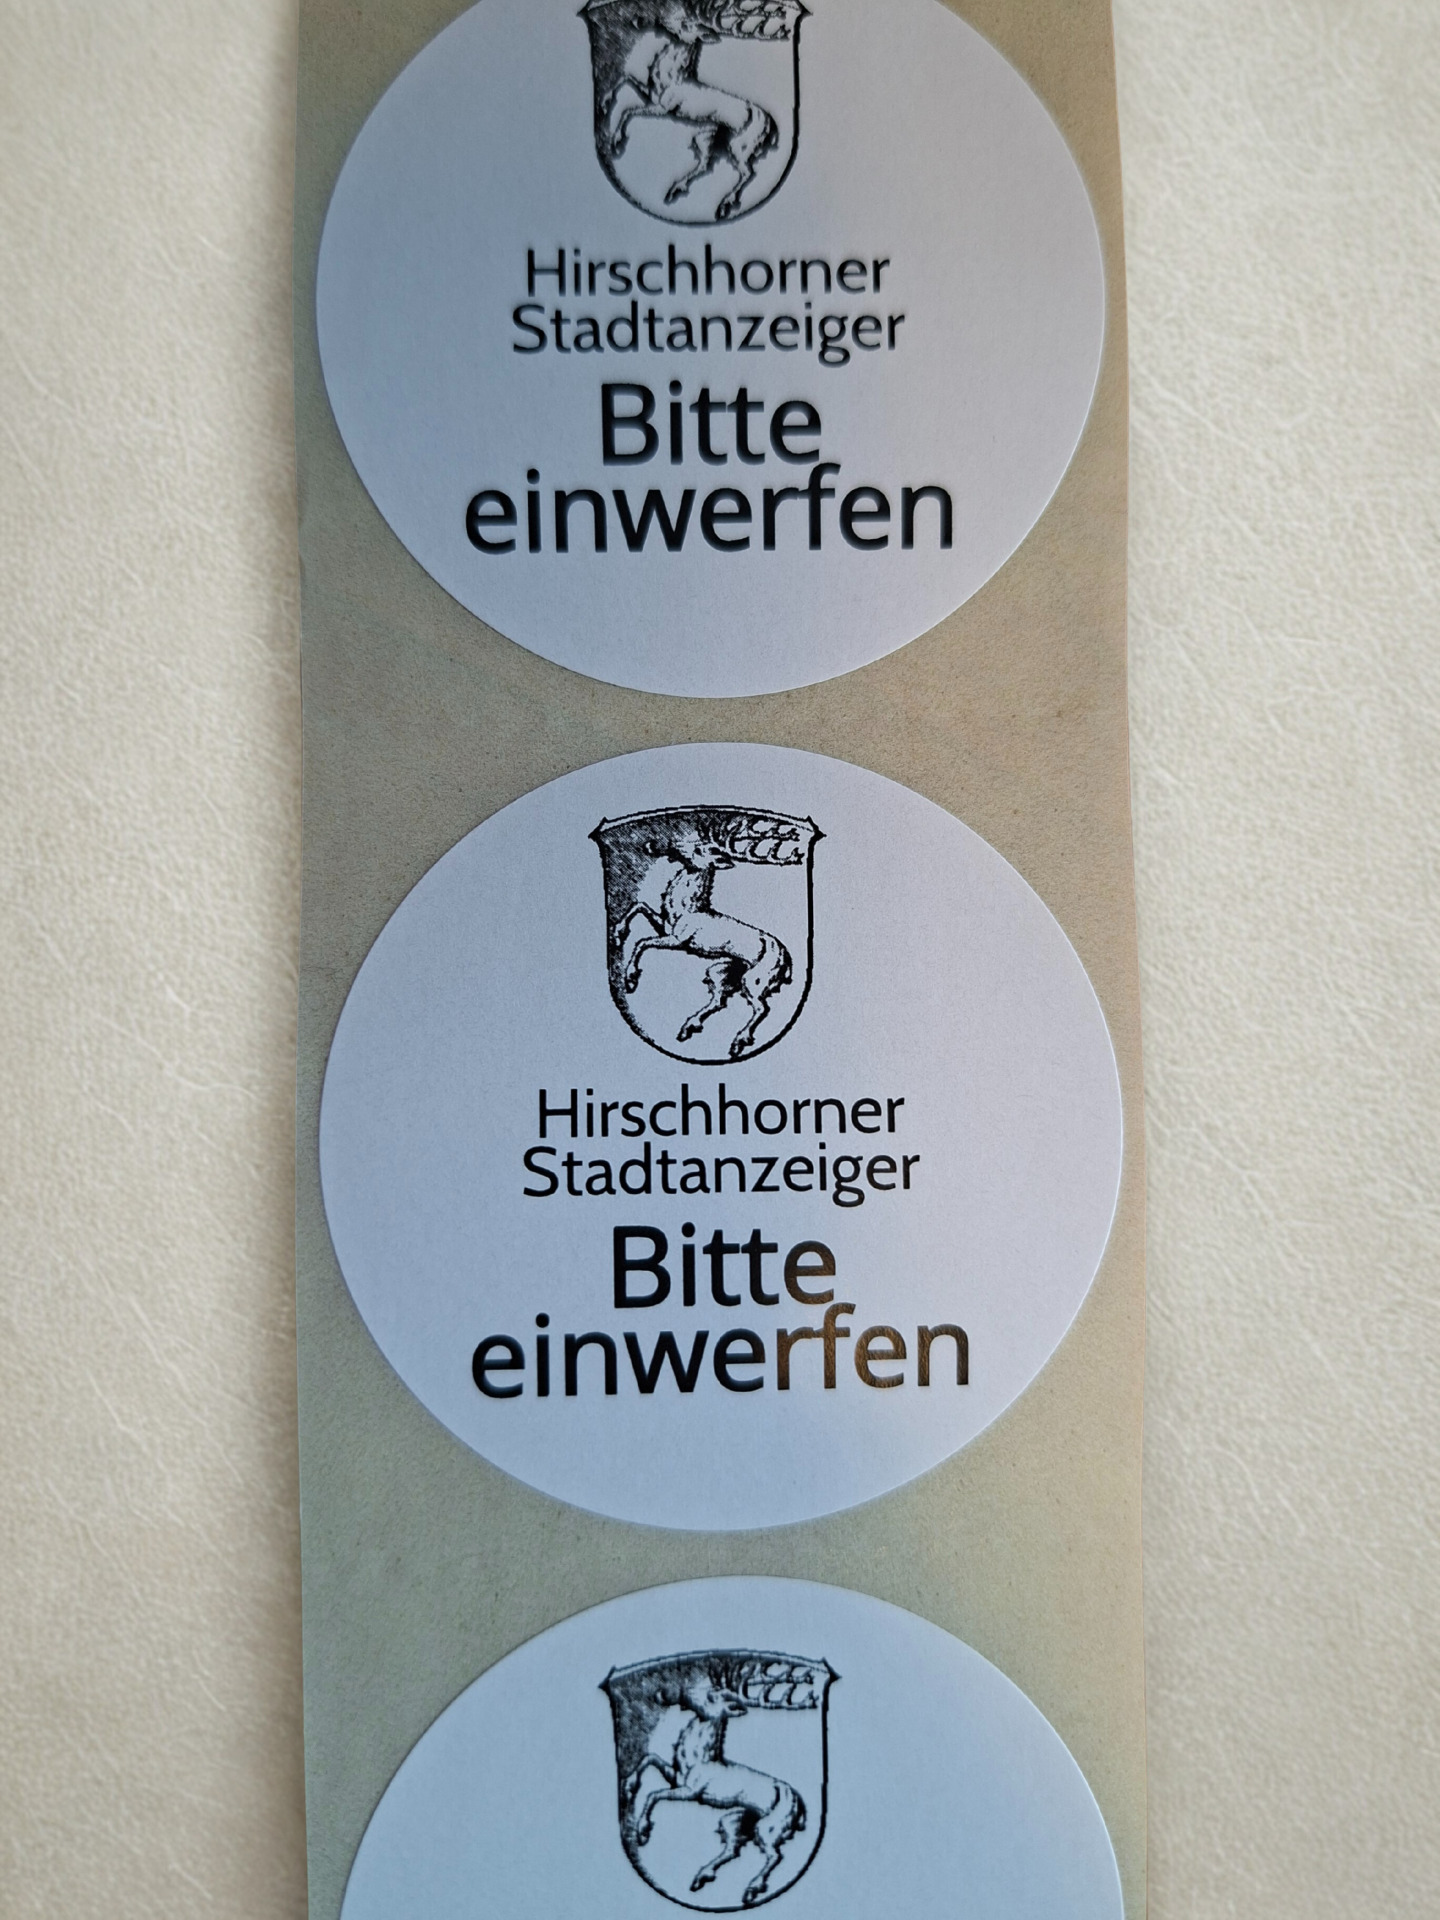 Hirschhorner
Stadtanzeiger
Bitte
einwerfen
Hirschhorner
Stadtanzeiger
Bitte
einwerfen